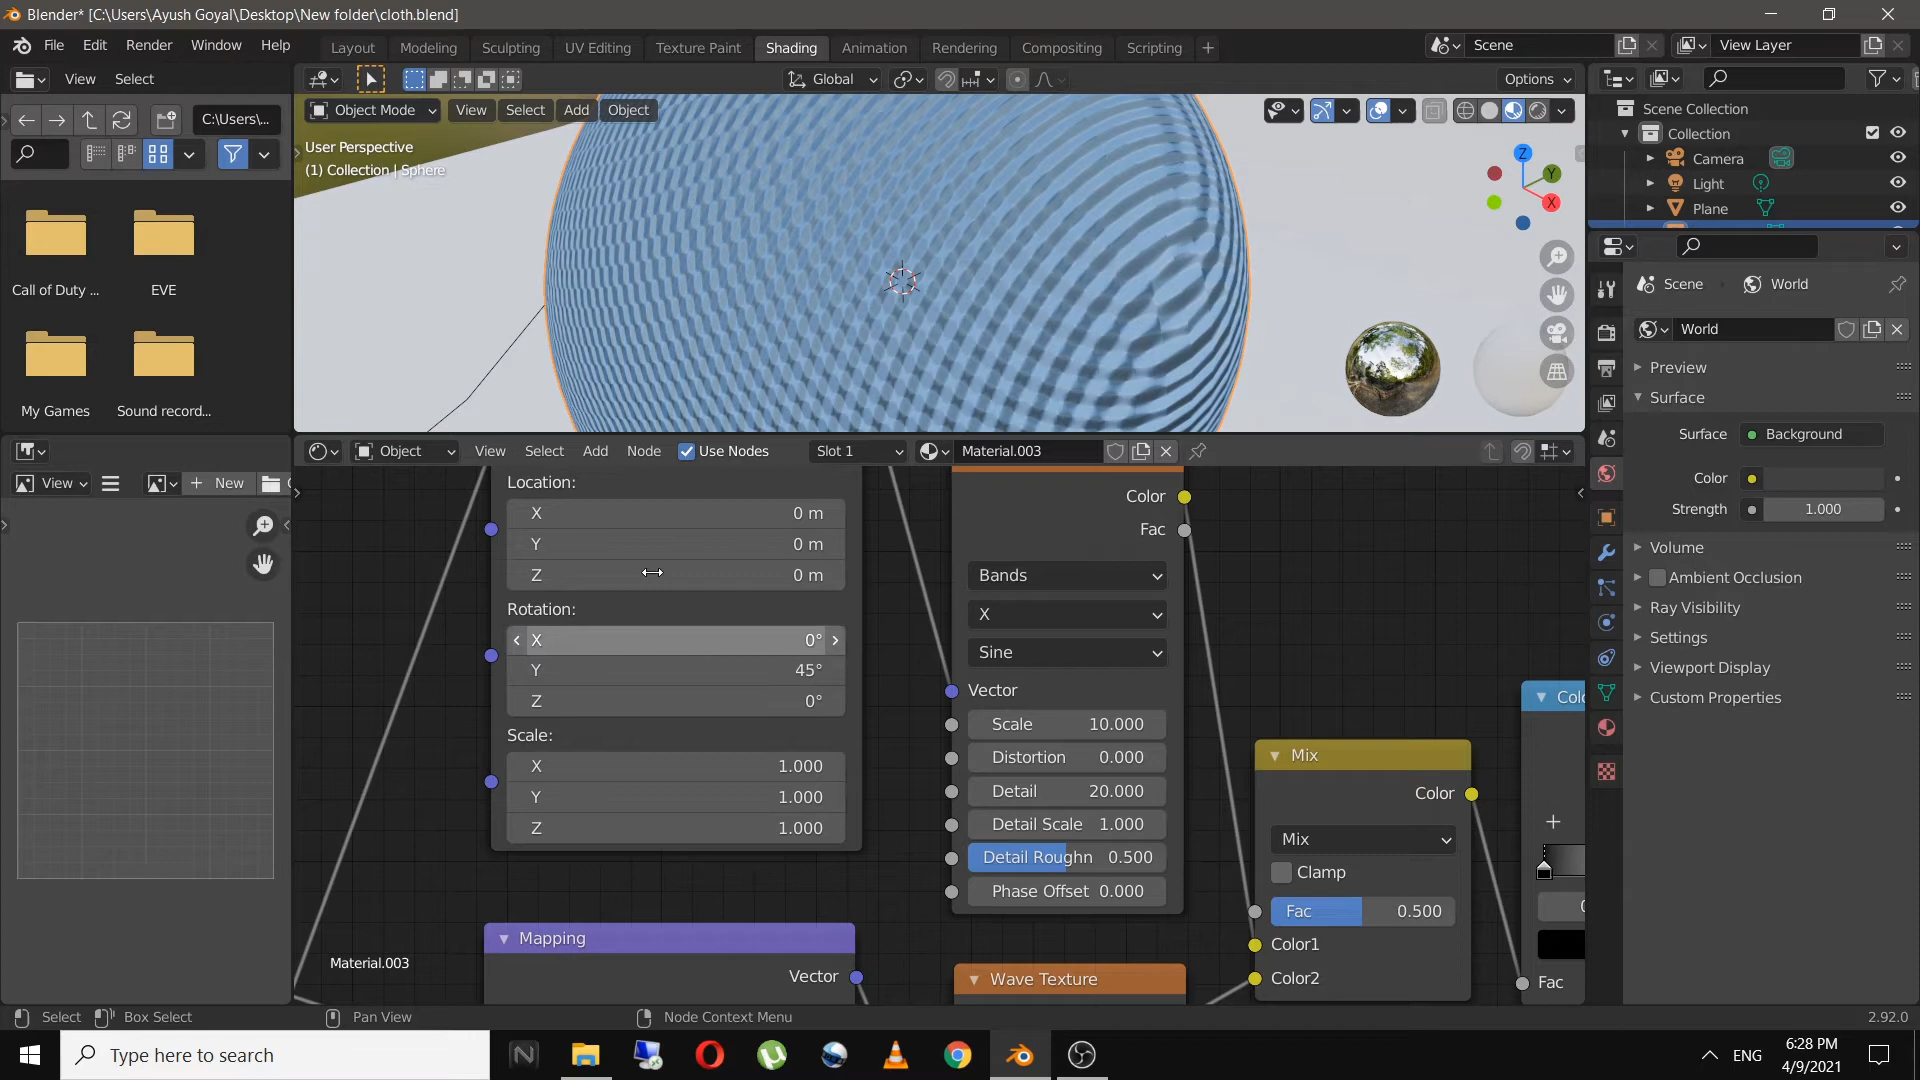 Blender* [C:\Users\Ayush Goyal\Desktop\New folder\cloth.blend]
File Edit Render Window Help
Layout Modeling Sculpting UV Editing Texture Paint Shading Animation Rendering Compositing Scripting +
Scene
View Layer
View Select
Global
Options
C:\Users\...
Object Mode View Select Add Object
User Perspective
(1) Collection | Sphere
Z
Y
X
Call of Duty ...
EVE
My Games
Sound record...
Scene Collection
Collection
Camera
Light
Plane
Scene
World
World
Preview
Surface
Surface Background
Color
Strength 1.000
Volume
Ambient Occlusion
Ray Visibility
Settings
Viewport Display
Custom Properties
Object View Select Add Node Use Nodes Slot 1 Material.003
View
+ New
Location:
X 0 m
Y 0 m
Z 0 m
Rotation:
X 0°
Y 45°
Z 0°
Scale:
X 1.000
Y 1.000
Z 1.000
Mapping
Vector
Material.003
Color
Fac
Bands
X
Sine
Vector
Scale 10.000
Distortion 0.000
Detail 20.000
Detail Scale 1.000
Detail Roughn 0.500
Phase Offset 0.000
Wave Texture
Mix
Color
Mix
Clamp
Fac 0.500
Color1
Color2
Fac
Select Box Select Pan View Node Context Menu 2.92.0
Type here to search
ENG
6:28 PM
4/9/2021